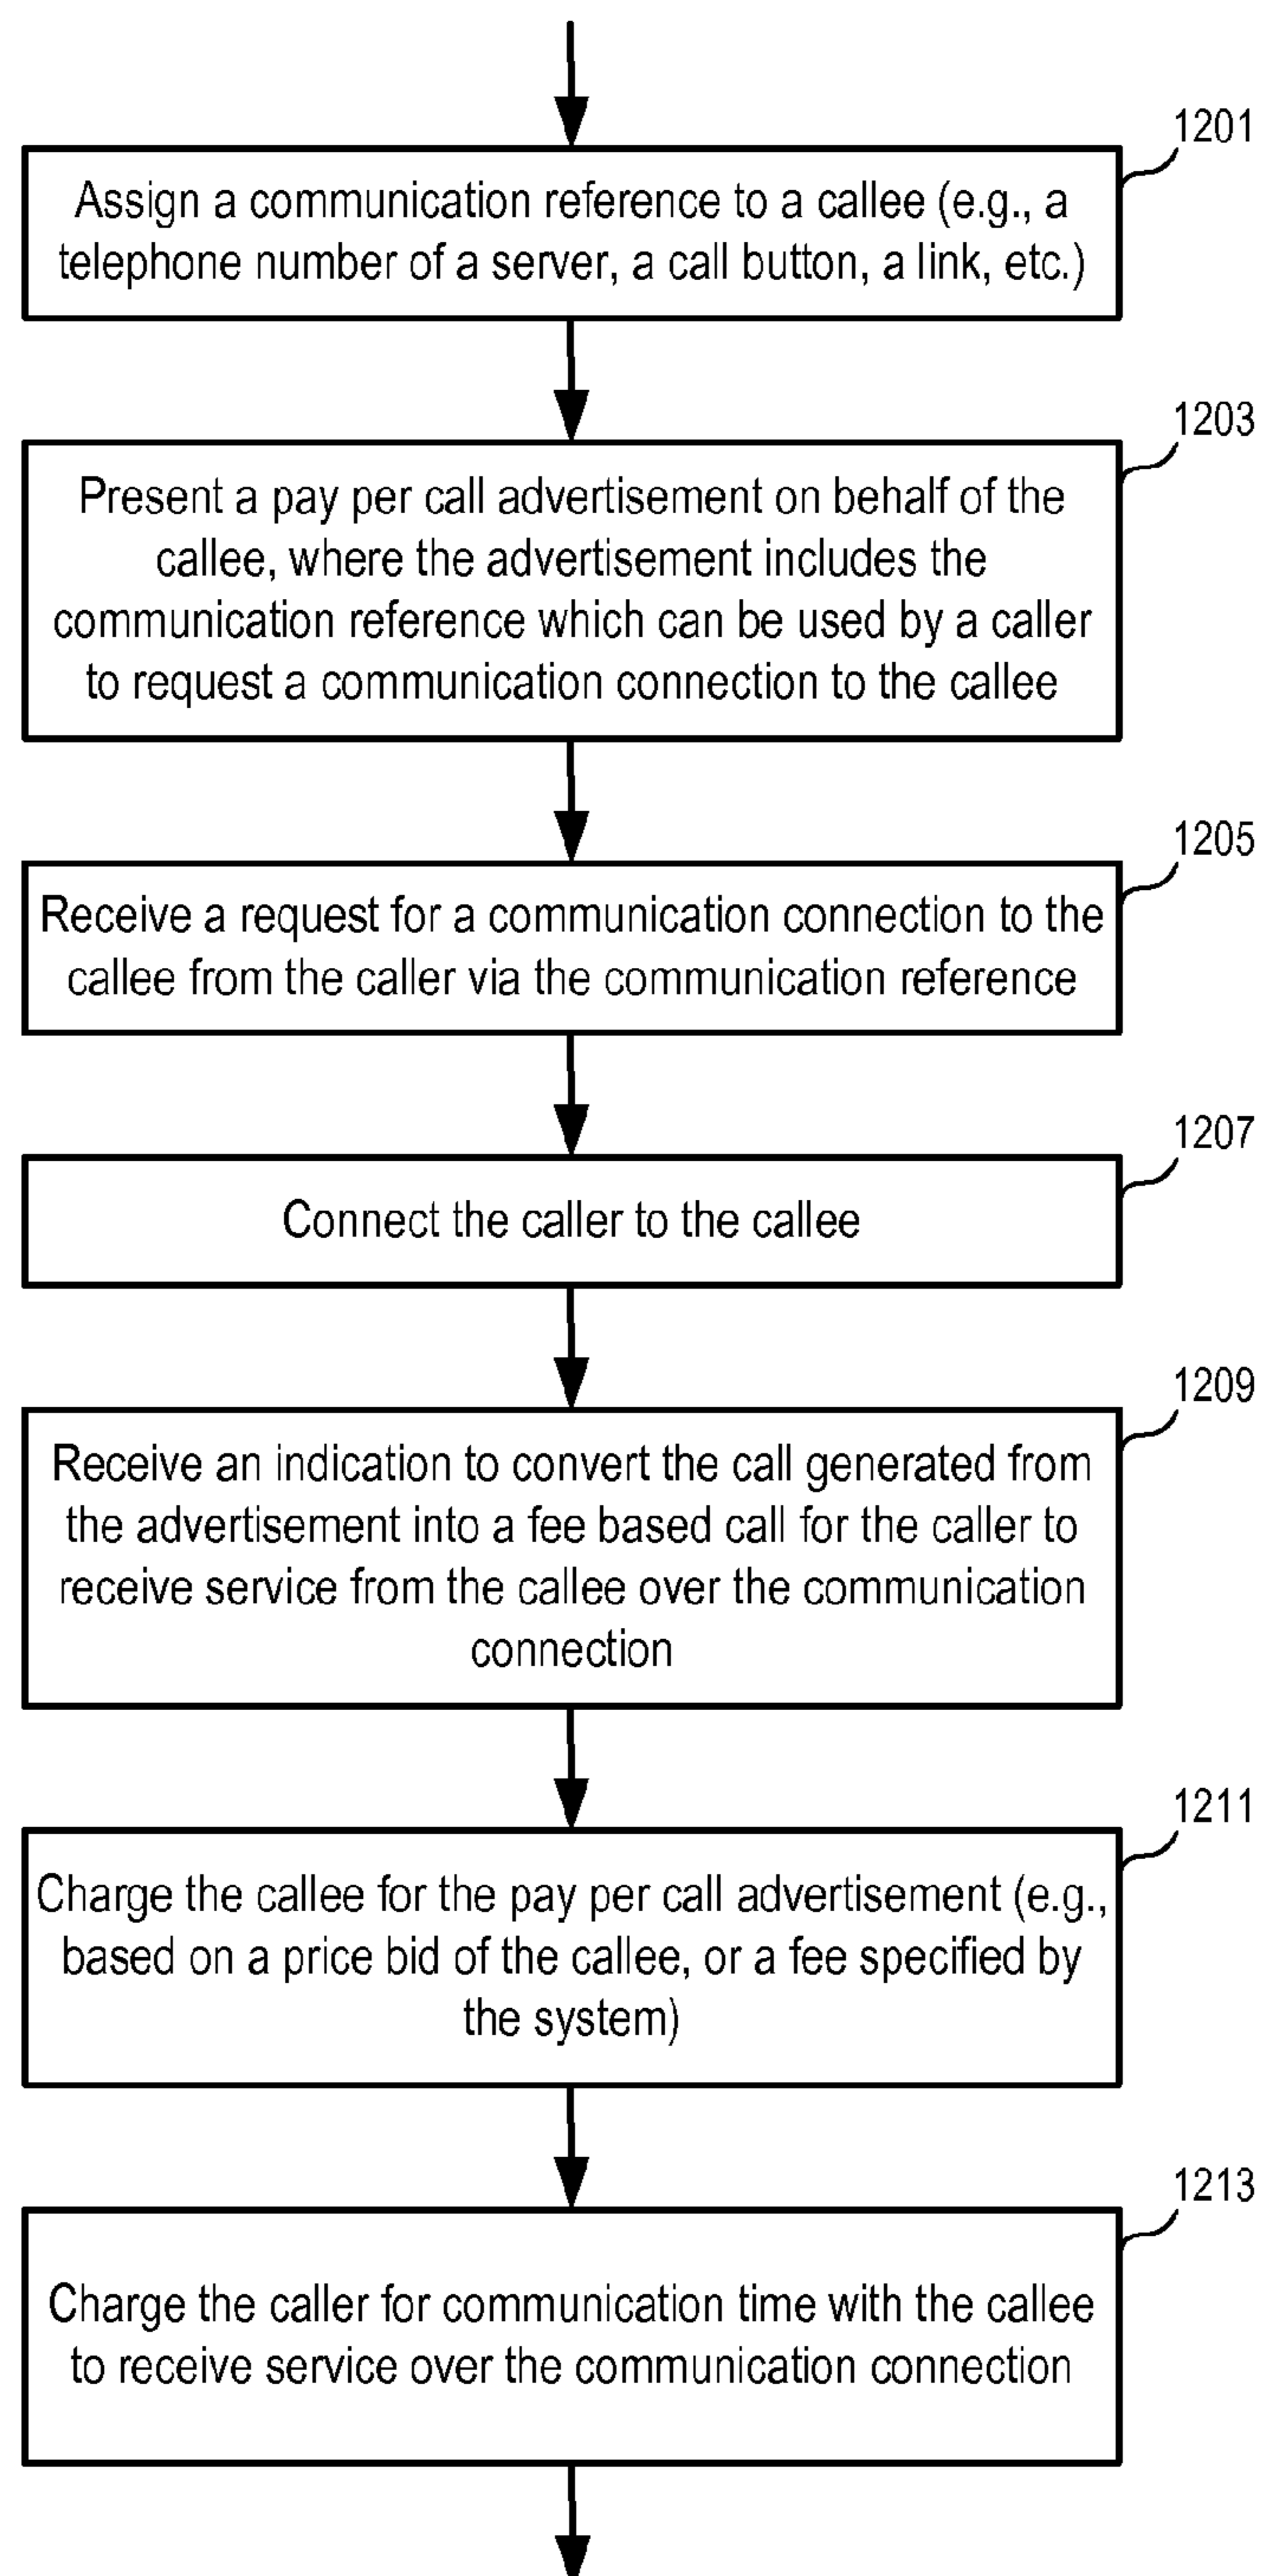 1201
Assign a communication reference to a callee (e.g., a
telephone number of a server, a call button, a link, etc.)
1203
Present a pay per call advertisement on behalf of the
callee, where the advertisement includes the
communication reference which can be used by a caller
to request a communication connection to the callee
1205
Receive a request for a communication connection to the
callee from the caller via the communication reference
1207
Connect the caller to the callee
1209
Receive an indication to convert the call generated from
the advertisement into a fee based call for the caller to
receive service from the callee over the communication
connection
1211
Charge the callee for the pay per call advertisement (e.g.,
based on a price bid of the callee, or a fee specified by
the system)
1213
Charge the caller for communication time with the callee
to receive service over the communication connection